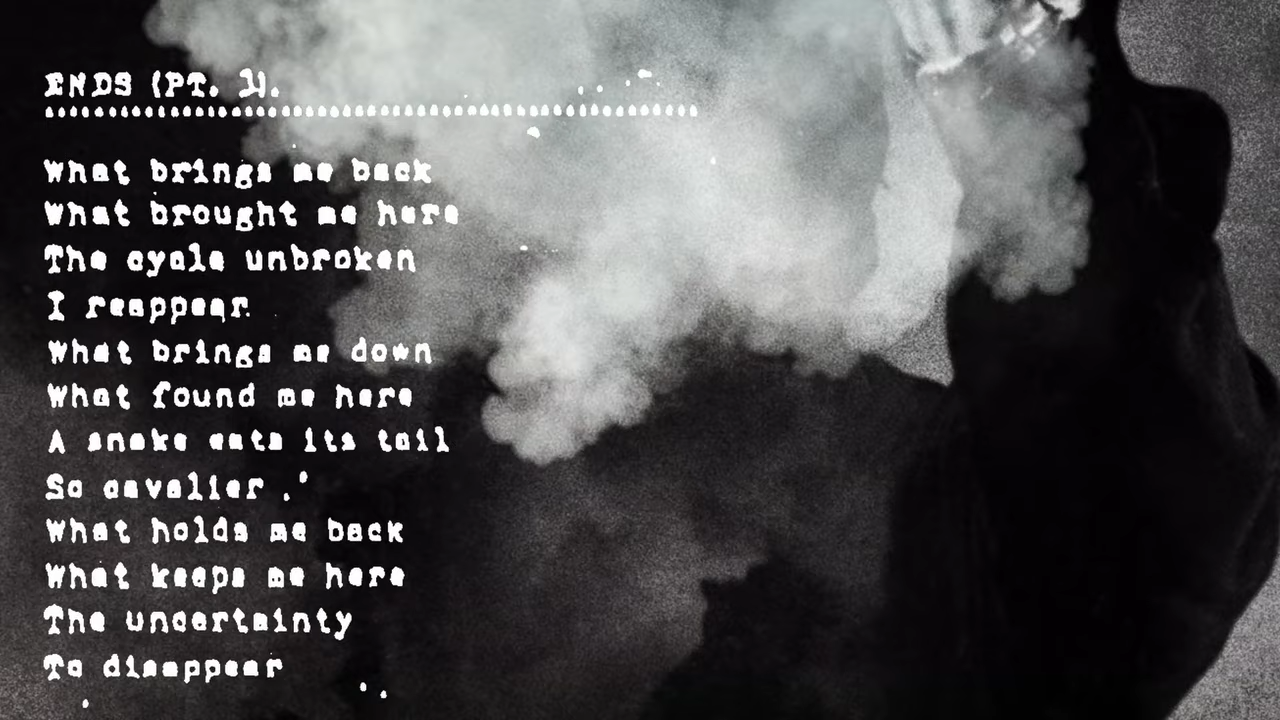 ENDS (PT. 1).
What brings me back
What brought me here
The cycle unbroken
I reappear.
What brings me down
What found me here
A snake eats its tail
So cavalier.
What holds me back
What keeps me here
The uncertainty
To disappear